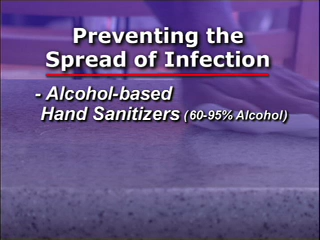 Preventing the
Spread of Infection
- Alcohol-based
Hand Sanitizers (60-95% Alcohol)